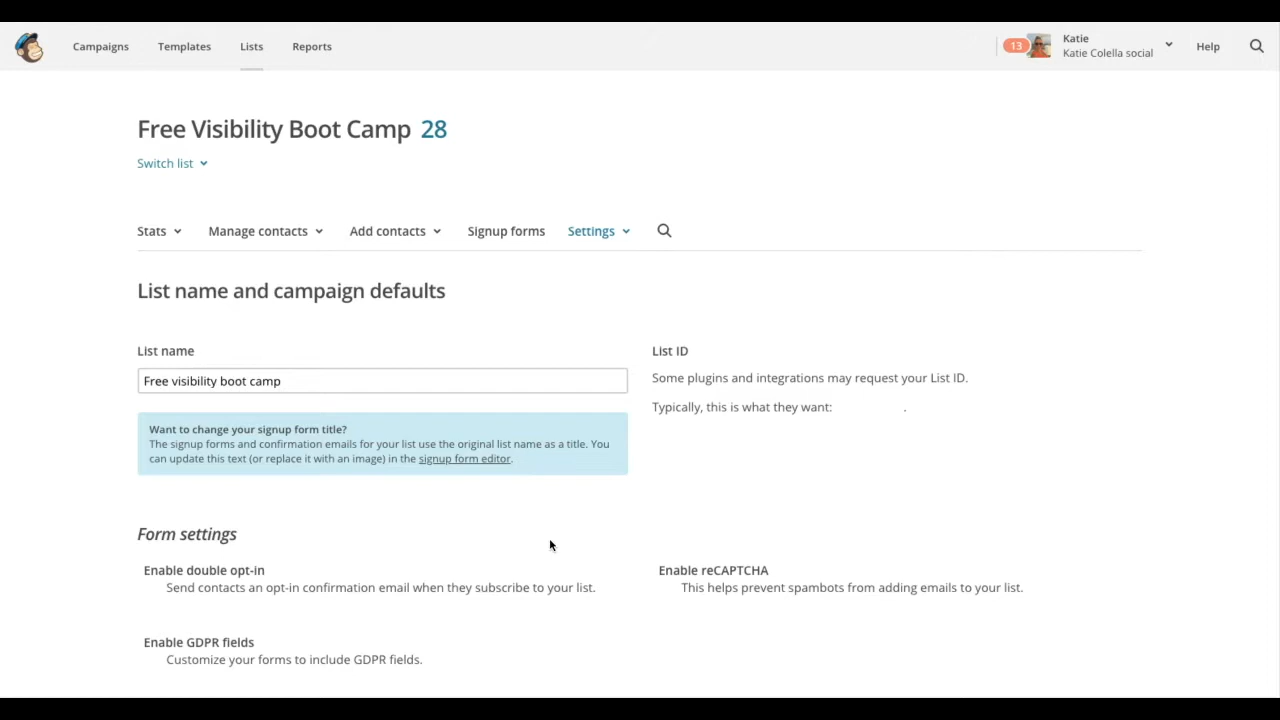 Campaigns Templates Lists Reports
13 Katie
Katie Colella social
Help
Free Visibility Boot Camp 28
Switch list
Stats Manage contacts Add contacts Signup forms Settings
List name and campaign defaults
List name
Free visibility boot camp
Want to change your signup form title?
The signup forms and confirmation emails for your list use the original list name as a title. You
can update this text (or replace it with an image) in the signup form editor.
List ID
Some plugins and integrations may request your List ID.
Typically, this is what they want: .
Form settings
Enable double opt-in
Send contacts an opt-in confirmation email when they subscribe to your list.
Enable reCAPTCHA
This helps prevent spambots from adding emails to your list.
Enable GDPR fields
Customize your forms to include GDPR fields.